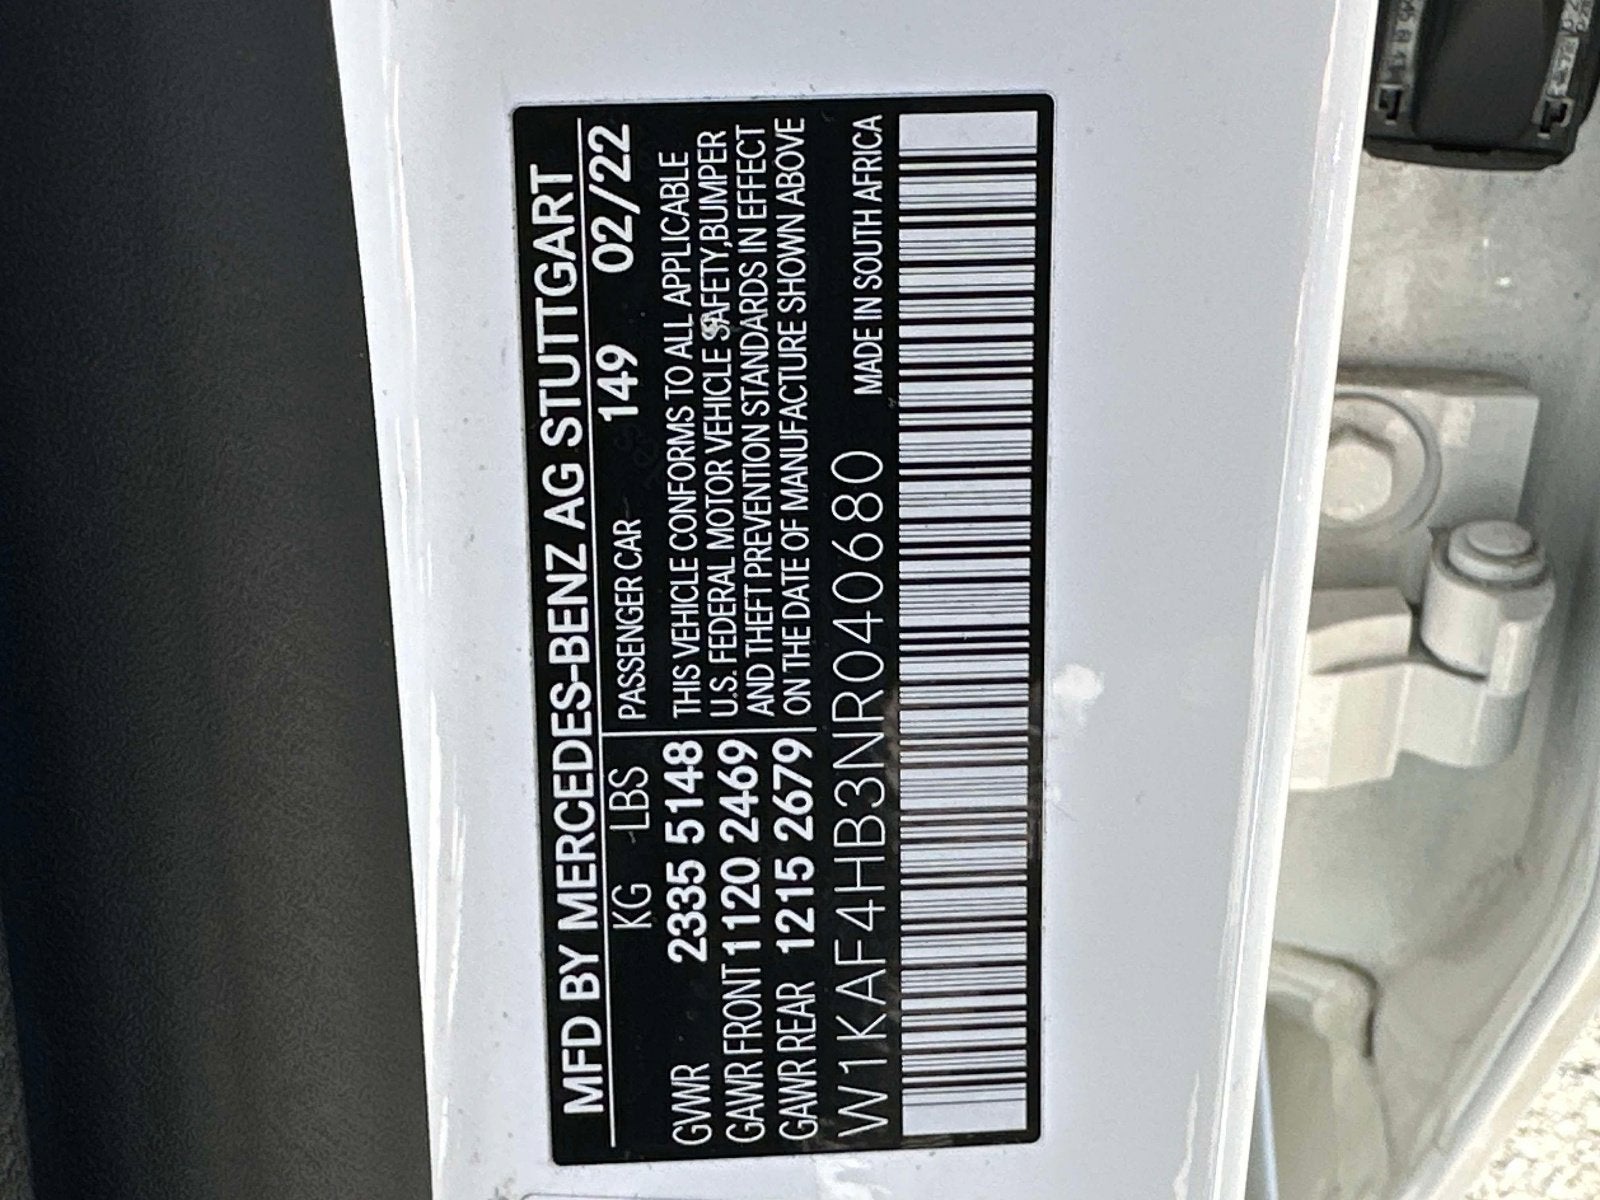 MFD BY MERCEDES-BENZ AG STUTTGART
KG LBS PASSENGER CAR 149 02/22
GVWR 2335 5148
GAWR FRONT 1120 2469
GAWR REAR 1215 2679
THIS VEHICLE CONFORMS TO ALL APPLICABLE
U.S. FEDERAL MOTOR VEHICLE SAFETY,BUMPER
AND THEFT PREVENTION STANDARDS IN EFFECT
ON THE DATE OF MANUFACTURE SHOWN ABOVE
W1KAF4HB3NR040680 MADE IN SOUTH AFRICA